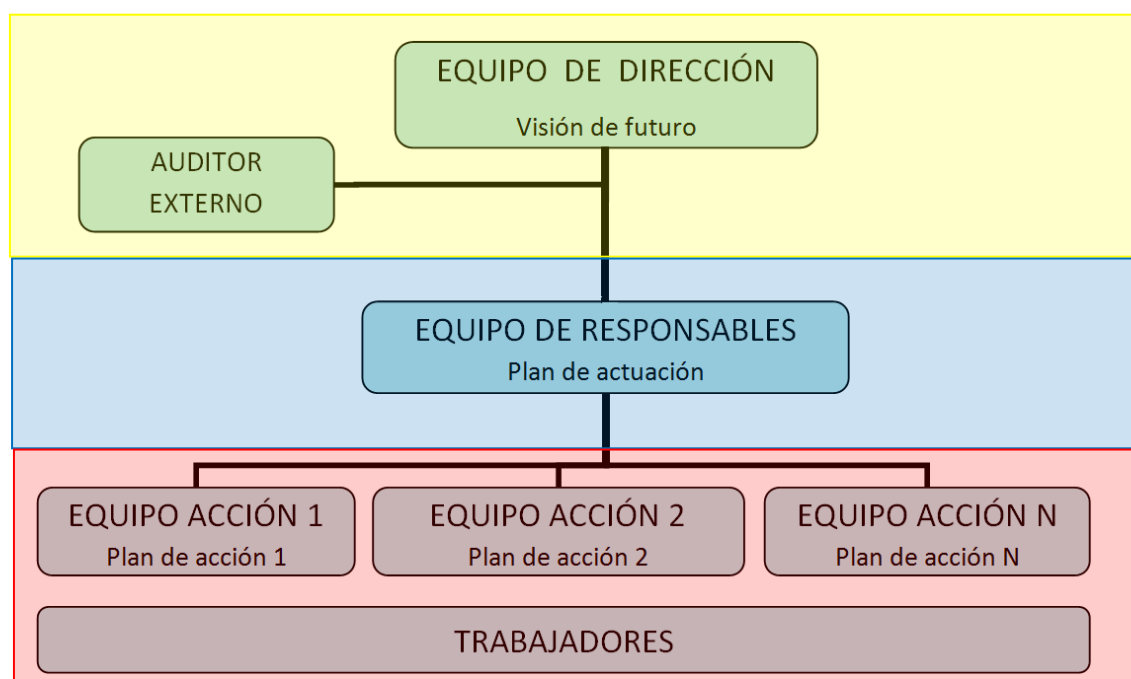 EQUIPO DE DIRECCIÓN
Visión de futuro
AUDITOR
EXTERNO
EQUIPO DE RESPONSABLES
Plan de actuación
EQUIPO ACCIÓN 1
Plan de acción 1
EQUIPO ACCIÓN 2
Plan de acción 2
EQUIPO ACCIÓN N
Plan de acción N
TRABAJADORES